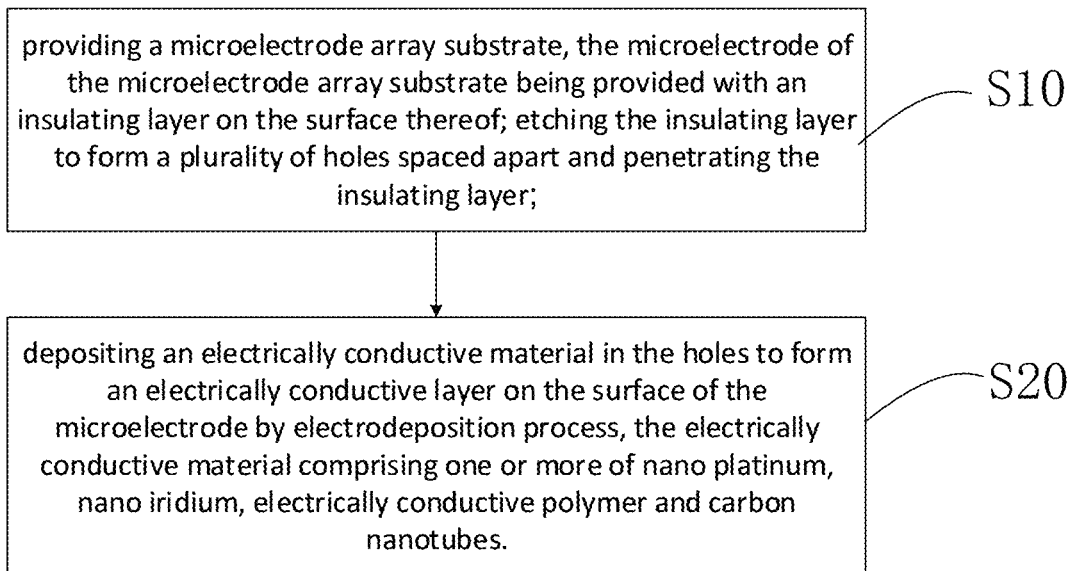 providing a microelectrode array substrate, the microelectrode of
the microelectrode array substrate being provided with an
insulating layer on the surface thereof; etching the insulating layer
to form a plurality of holes spaced apart and penetrating the
insulating layer;
S10
depositing an electrically conductive material in the holes to form
an electrically conductive layer on the surface of the
microelectrode by electrodeposition process, the electrically
conductive material comprising one or more of nano platinum,
nano iridium, electrically conductive polymer and carbon
nanotubes.
S20